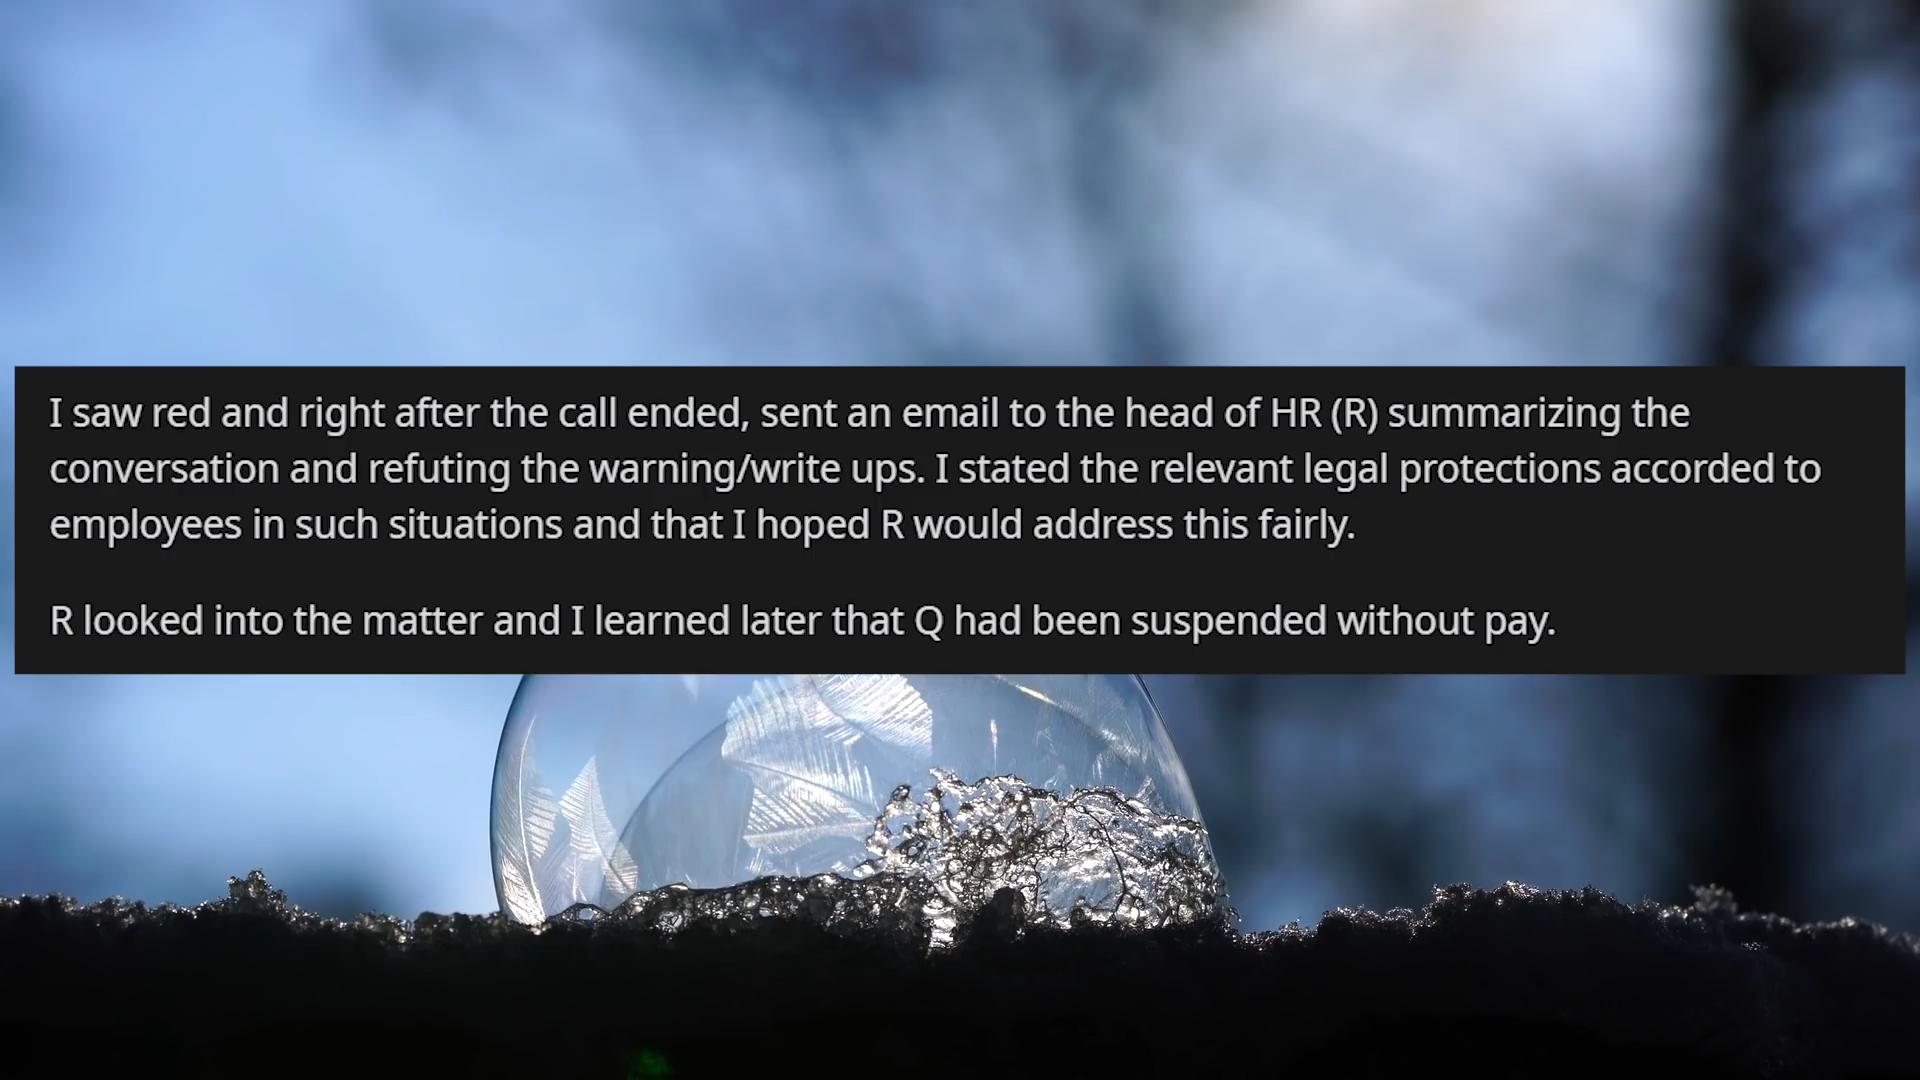 I saw red and right after the call ended, sent an email to the head of HR (R) summarizing the
conversation and refuting the warning/write ups. I stated the relevant legal protections accorded to
employees in such situations and that I hoped R would address this fairly.
R looked into the matter and I learned later that Q had been suspended without pay.